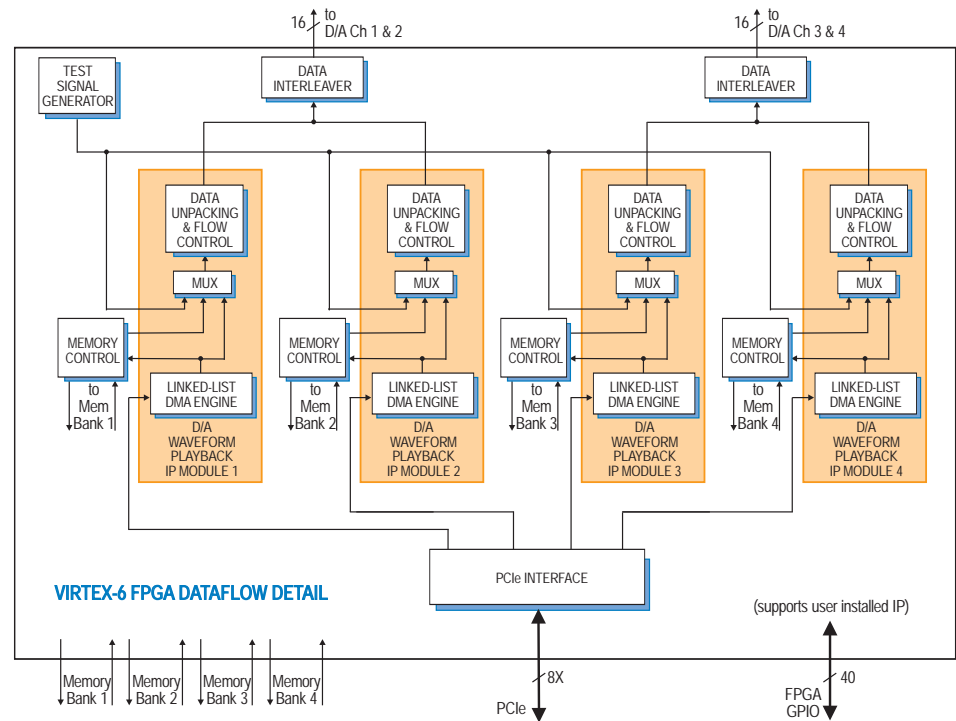 16
to
D/A Ch 1 & 2
16
to
D/A Ch 3 & 4
TEST
SIGNAL
GENERATOR
DATA
INTERLEAVER
DATA
INTERLEAVER
DATA
UNPACKING
& FLOW
CONTROL
MUX
MEMORY
CONTROL
to
Mem
Bank 1
LINKED-LIST
DMA ENGINE
D/A
WAVEFORM
PLAYBACK
IP MODULE 1
DATA
UNPACKING
& FLOW
CONTROL
MUX
MEMORY
CONTROL
to
Mem
Bank 2
LINKED-LIST
DMA ENGINE
D/A
WAVEFORM
PLAYBACK
IP MODULE 2
DATA
UNPACKING
& FLOW
CONTROL
MUX
MEMORY
CONTROL
to
Mem
Bank 3
LINKED-LIST
DMA ENGINE
D/A
WAVEFORM
PLAYBACK
IP MODULE 3
DATA
UNPACKING
& FLOW
CONTROL
MUX
MEMORY
CONTROL
to
Mem
Bank 4
LINKED-LIST
DMA ENGINE
D/A
WAVEFORM
PLAYBACK
IP MODULE 4
PCIe INTERFACE
VIRTEX-6 FPGA DATAFLOW DETAIL
(supports user installed IP)
Memory
Bank 1
Memory
Bank 2
Memory
Bank 3
Memory
Bank 4
8X
PCIe
40
FPGA
GPIO